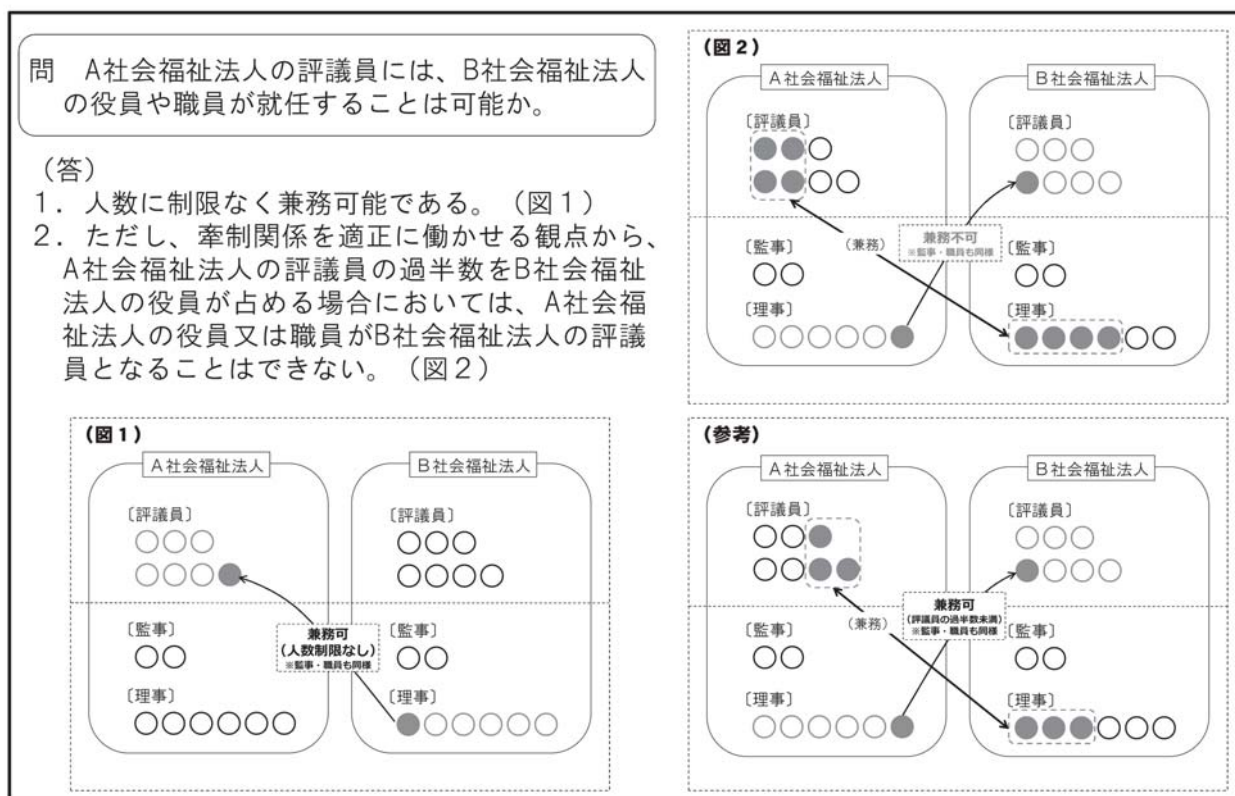 問　A社会福祉法人の評議員には、B社会福祉法人
の役員や職員が就任することは可能か。
（答）
１．人数に制限なく兼務可能である。（図１）
２．ただし、牽制関係を適正に働かせる観点から、
A社会福祉法人の評議員の過半数をB社会福祉
法人の役員が占める場合においては、A社会福
祉法人の役員又は職員がB社会福祉法人の評議
員となることはできない。（図２）
（図１）
A社会福祉法人
B社会福祉法人
〔評議員〕
〔評議員〕
〔監事〕
〔監事〕
兼務可
（人数制限なし）
※監事・職員も同様
〔理事〕
〔理事〕
（図２）
A社会福祉法人
B社会福祉法人
〔評議員〕
〔評議員〕
（兼務）
兼務不可
※監事・職員も同様
〔監事〕
〔監事〕
〔理事〕
〔理事〕
（参考）
A社会福祉法人
B社会福祉法人
〔評議員〕
〔評議員〕
（兼務）
兼務可
（評議員の過半数未満）
※監事・職員も同様
〔監事〕
〔監事〕
〔理事〕
〔理事〕